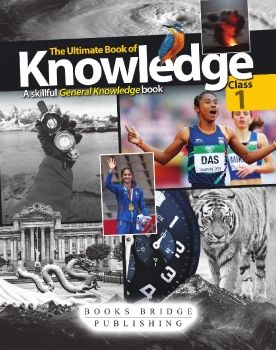 The Ultimate Book of
Knowledge
A skillful General Knowledge book
Class
1
DAS
BOOKS BRIDGE
PUBLISHING